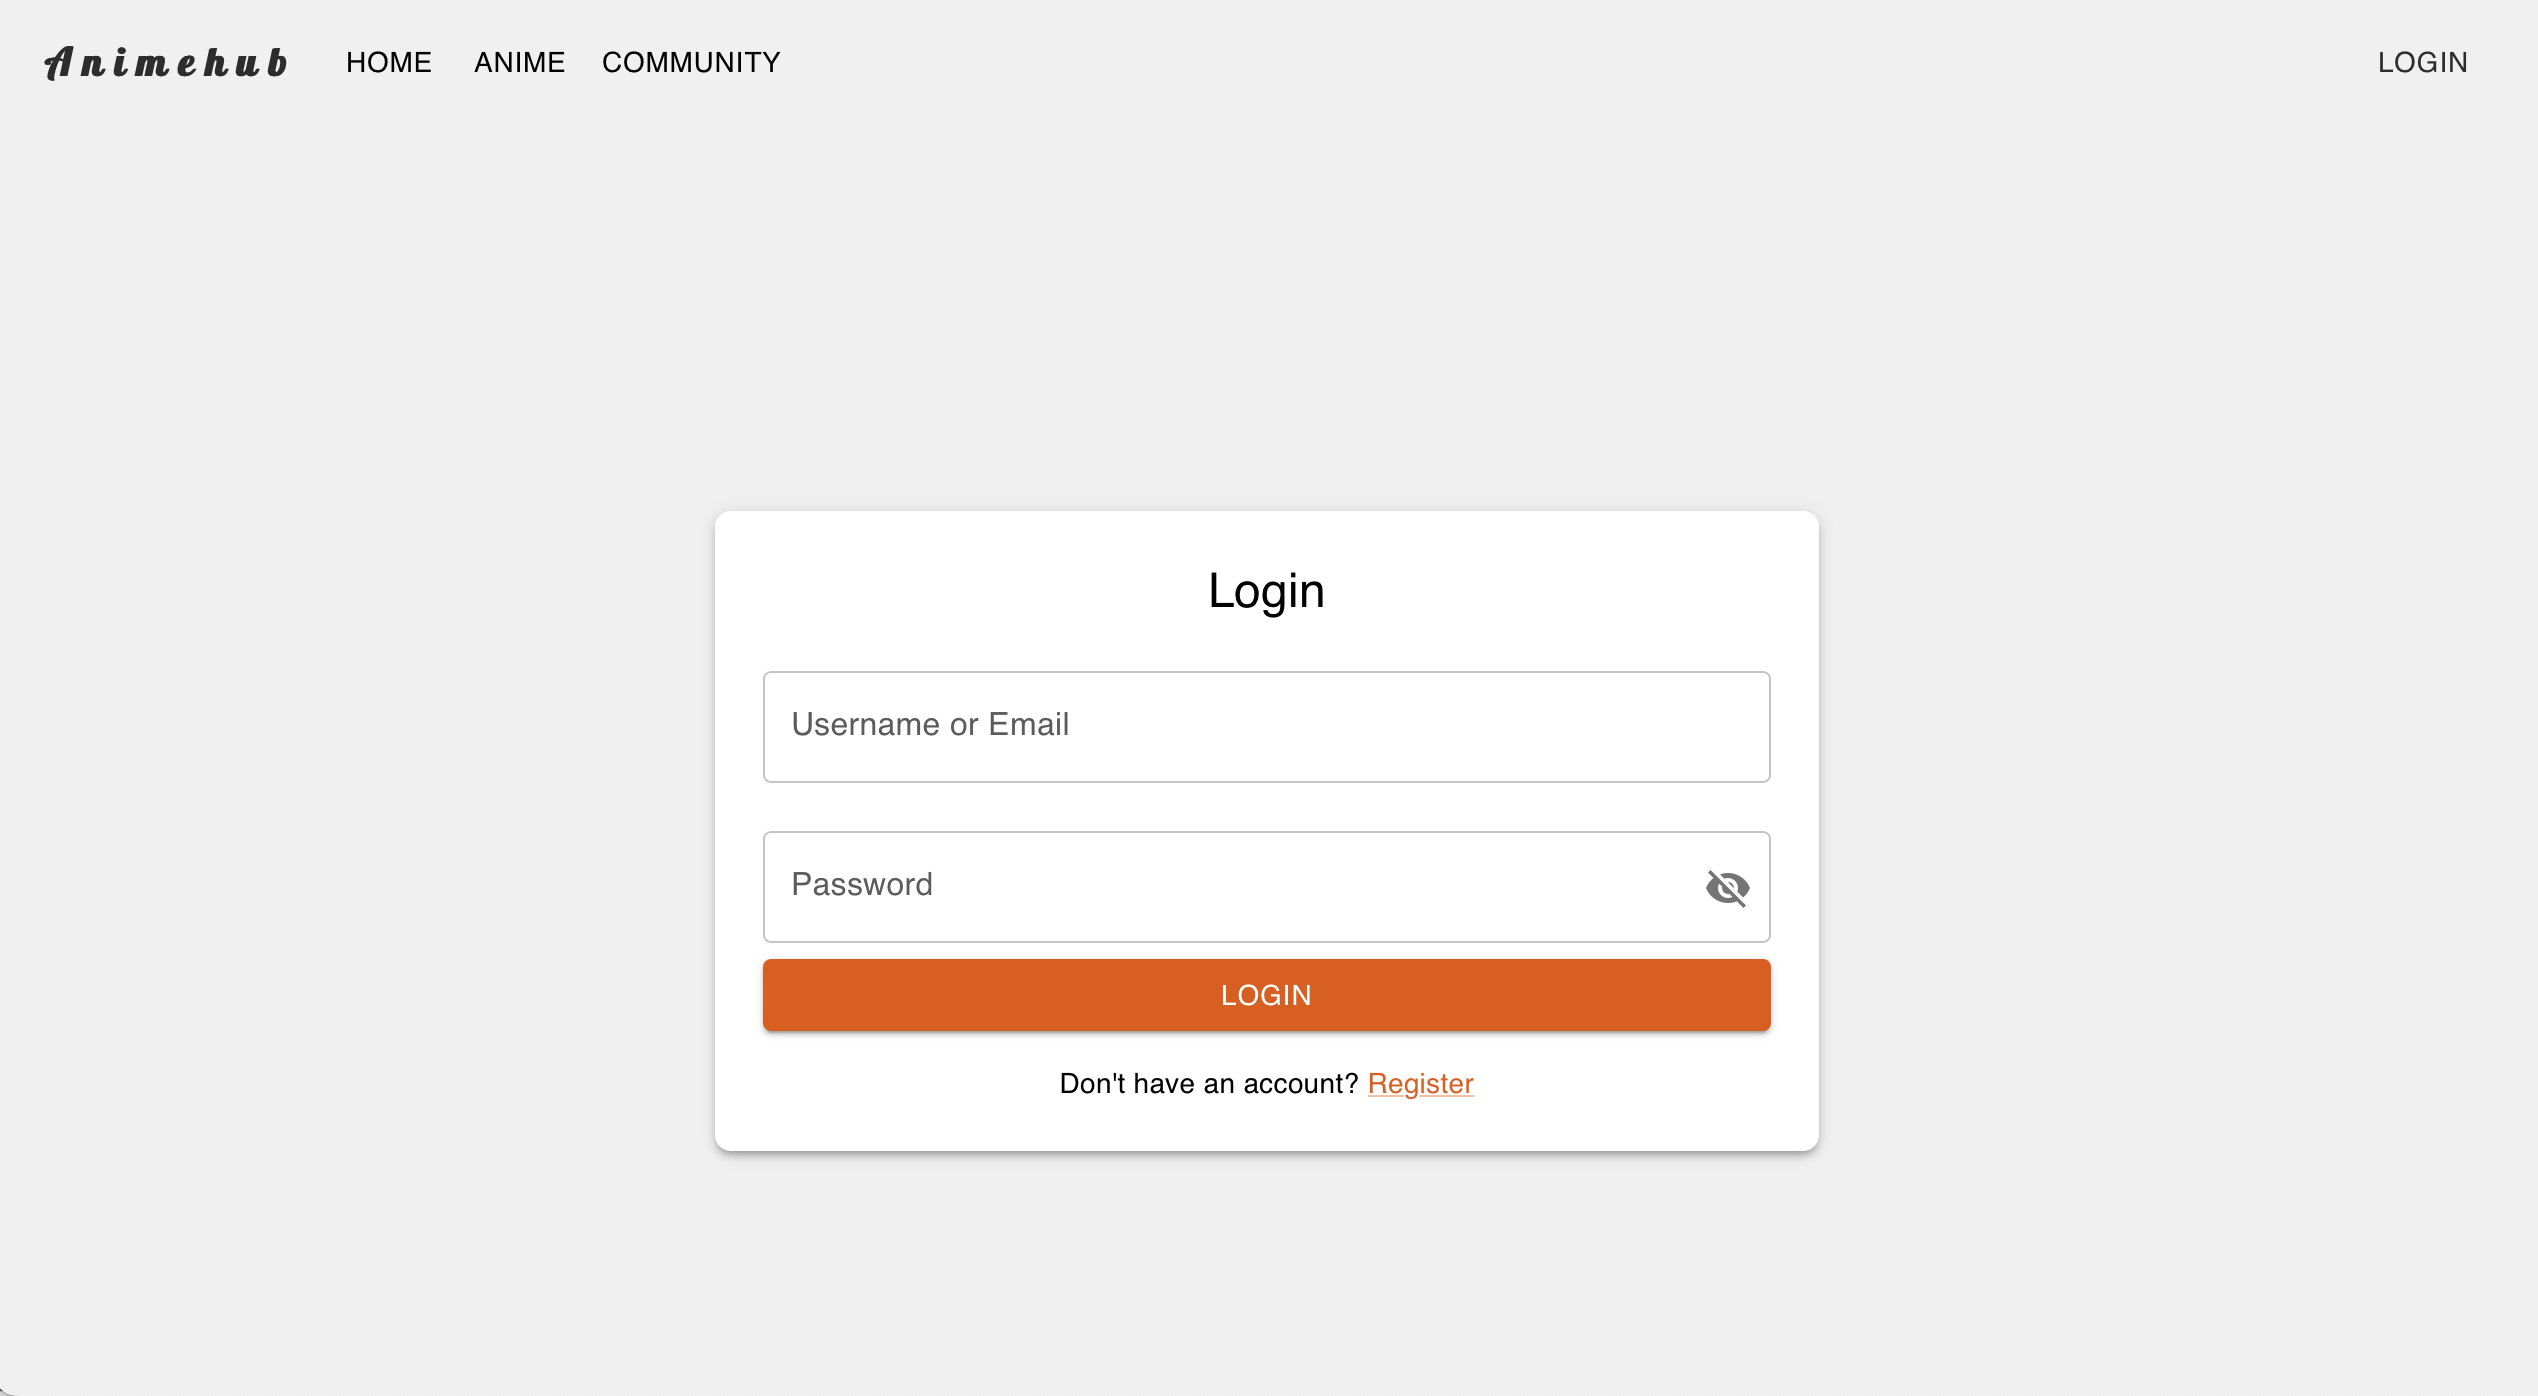 Animehub HOME ANIME COMMUNITY LOGIN
Login
Username or Email
Password
LOGIN
Don't have an account? Register